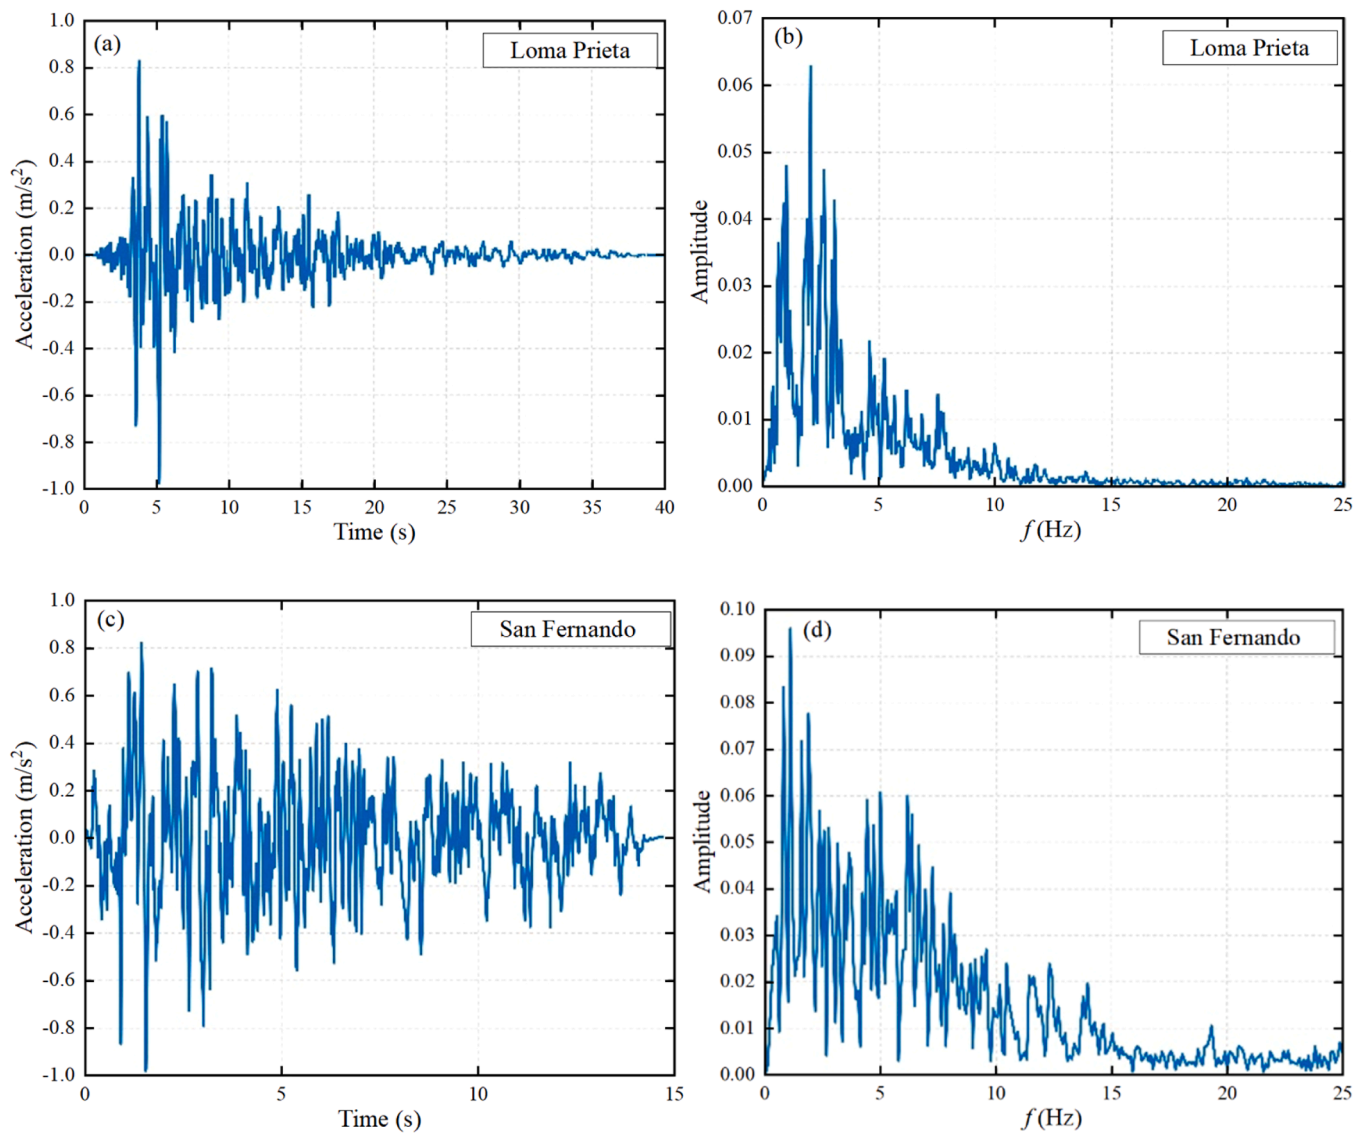 (a)
Loma Prieta
1.0
0.8
0.6
0.4
0.2
0.0
-0.2
-0.4
-0.6
-0.8
-1.0
Acceleration (m/s²)
0 5 10 15 20 25 30 35 40
Time (s)
(b)
Loma Prieta
0.07
0.06
0.05
0.04
0.03
0.02
0.01
0.00
Amplitude
0 5 10 15 20 25
f (Hz)
(c)
San Fernando
1.0
0.8
0.6
0.4
0.2
0.0
-0.2
-0.4
-0.6
-0.8
-1.0
Acceleration (m/s²)
0 5 10 15
Time (s)
(d)
San Fernando
0.10
0.09
0.08
0.07
0.06
0.05
0.04
0.03
0.02
0.01
0.00
Amplitude
0 5 10 15 20 25
f (Hz)